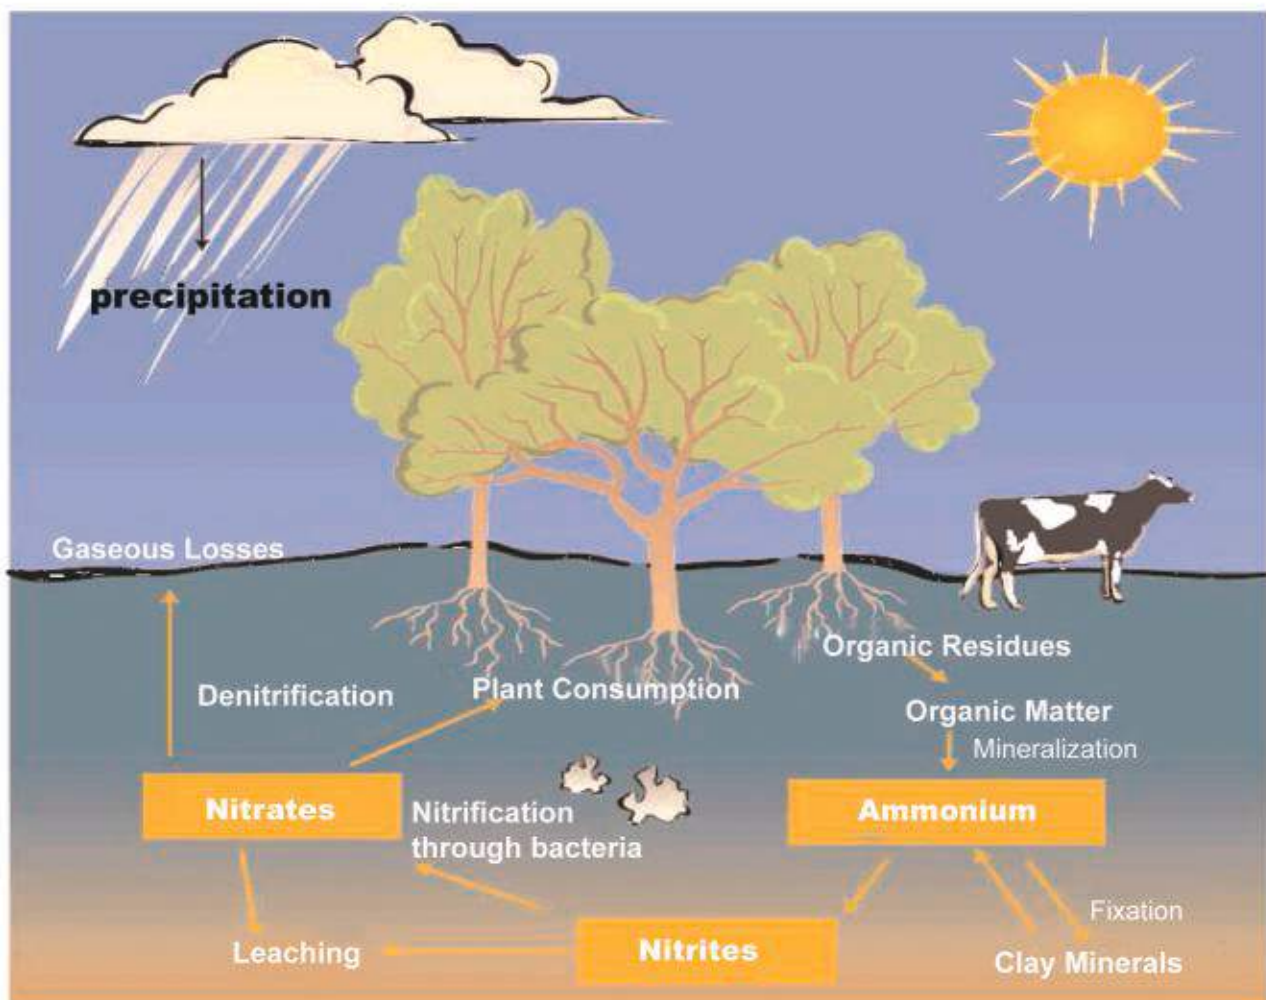 precipitation
Gaseous Losses
Organic Residues
Denitrification
Plant Consumption
Organic Matter
Mineralization
Nitrates
Nitrification
through bacteria
Ammonium
Fixation
Leaching
Nitrites
Clay Minerals